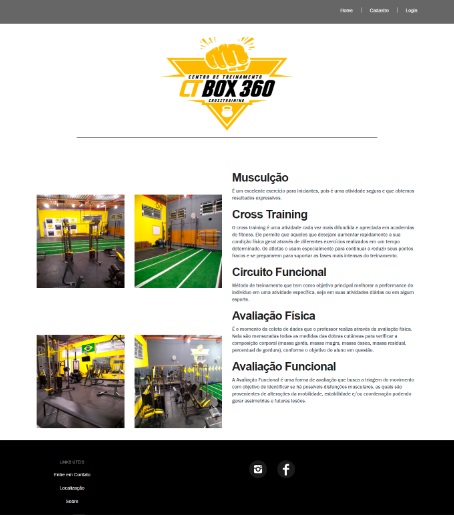 Home
Cadastro
Login
CENTRO DE TREINAMENTO
CT BOX 360
CROSSTRAINING
Musculção
É um excelente exercício para iniciantes, pois é uma atividade segura e que obtemos
resultados expressivos.
Cross Training
O cross training é uma atividade cada vez mais difundida e apreciada em academias
de fitness. Ele permite que aqueles que desejam aumentar rapidamente a sua
condição física geral através de diferentes exercícios realizados em um tempo
determinado. Os atletas o usam especialmente para continuar a reduzir seus pontos
fracos e se prepararem para suportar as fases mais intensas do treinamento.
Circuito Funcional
Método de treinamento que tem como objetivo principal melhorar a performance do
indivíduo em uma atividade específica, seja em suas atividades diárias ou em algum
esporte.
Avaliação Física
É o momento de coleta de dados que o professor realiza através da avaliação física.
Nela são mensuradas todas as medidas das dobras cutâneas para verificar a
composição corporal (massa gorda, massa magra, massa óssea, massa residual,
percentual de gordura), conforme o objetivo do aluno em questão.
Avaliação Funcional
A Avaliação Funcional é uma forma de avaliação que busca a triagem do movimento
com objetivo de identificar se há possíveis disfunções musculares, as quais são
provenientes de alterações da mobilidade, estabilidade e/ou coordenação podendo
gerar assimetrias e futuras lesões.
LINKS ÚTEIS
Entre em Contato
Localização
Sobre